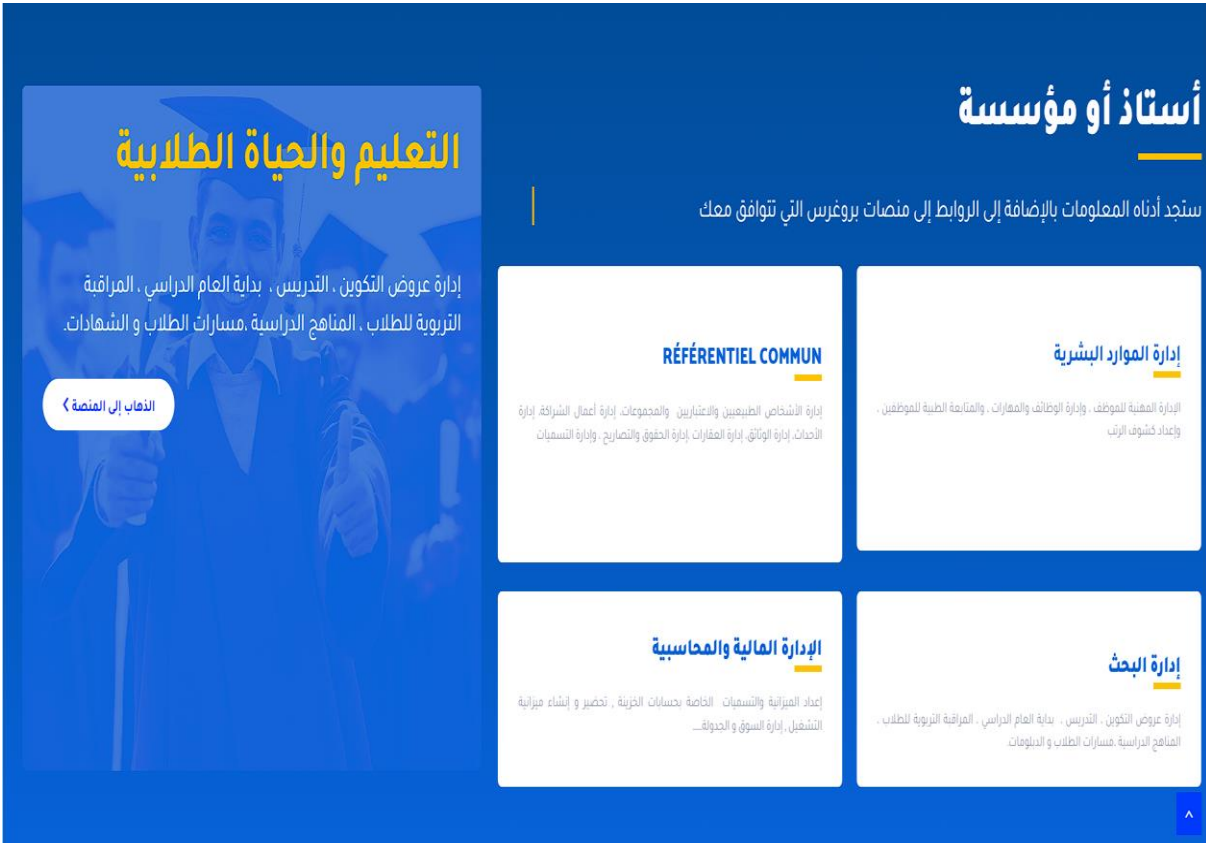 أستاذ أو مؤسسة
ستجد أدناه المعلومات بالإضافة إلى الروابط إلى منصات بروغرس التي تتوافق معك
إدارة الموارد البشرية
الإدارة المهنية للموظف ، وإدارة الوظائف والمهارات ، والمتابعة الطبية للموظفين ،
وإعداد كشوف الرتب
RÉFÉRENTIEL COMMUN
إدارة الأشخاص الطبيعيين والاعتباريين والمجموعات، إدارة أعمال الشراكة، إدارة
الأحداث، إدارة الوثائق، إدارة العقارات ،إدارة الحقوق والتصاريح ، وإدارة التسميات
إدارة البحث
إدارة عروض التكوين ، التدريس ، بداية العام الدراسي ، المراقبة التربوية للطلاب ،
المناهج الدراسية ،مسارات الطلاب و الدبلومات.
الإدارة المالية والمحاسبية
إعداد الميزانية والتسميات الخاصة بحسابات الخزينة , تحضير و إنشاء ميزانية
التشغيل , إدارة السوق و الجدولة....
التعليم والحياة الطلابية
إدارة عروض التكوين ، التدريس ، بداية العام الدراسي ، المراقبة
التربوية للطلاب ، المناهج الدراسية ،مسارات الطلاب و الشهادات.
الذهاب إلى المنصة